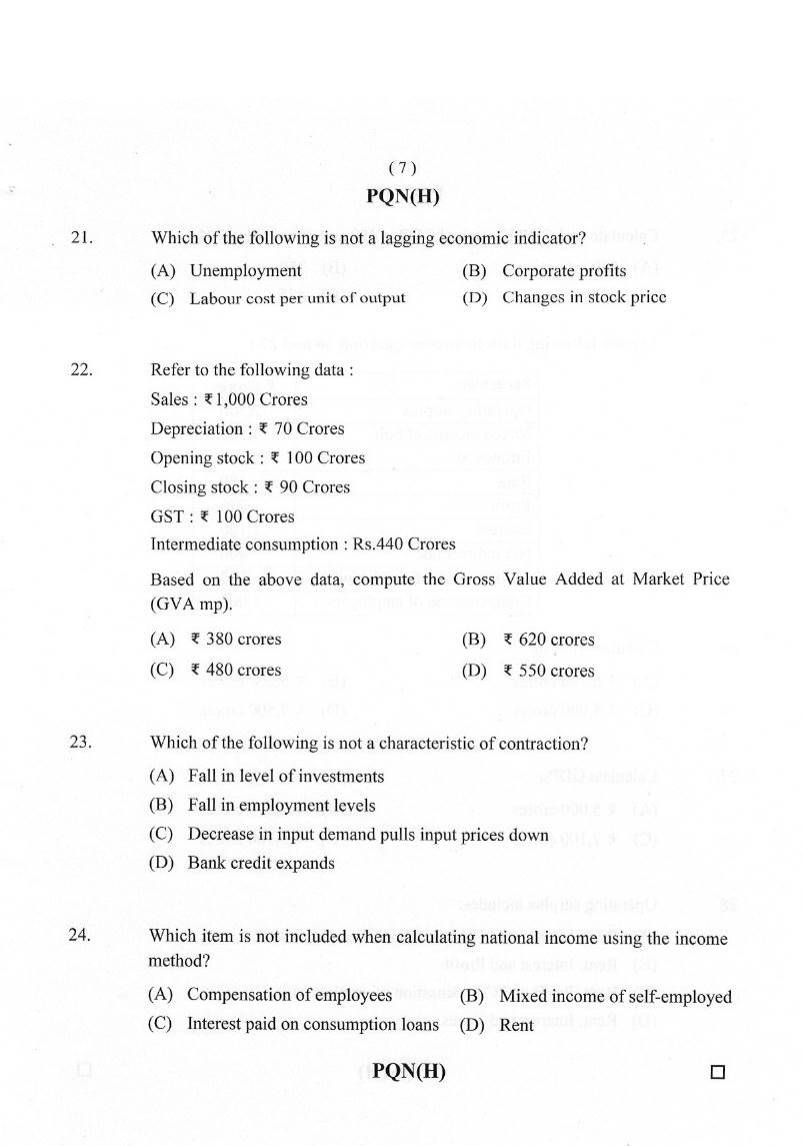 ( 7 )
PQN(H)
21. Which of the following is not a lagging economic indicator?
(A) Unemployment (B) Corporate profits
(C) Labour cost per unit of output (D) Changes in stock price
22. Refer to the following data :
Sales : ₹1,000 Crores
Depreciation : ₹ 70 Crores
Opening stock : ₹ 100 Crores
Closing stock : ₹ 90 Crores
GST : ₹ 100 Crores
Intermediate consumption : Rs.440 Crores
Based on the above data, compute the Gross Value Added at Market Price
(GVA mp).
(A) ₹ 380 crores (B) ₹ 620 crores
(C) ₹ 480 crores (D) ₹ 550 crores
23. Which of the following is not a characteristic of contraction?
(A) Fall in level of investments
(B) Fall in employment levels
(C) Decrease in input demand pulls input prices down
(D) Bank credit expands
24. Which item is not included when calculating national income using the income
method?
(A) Compensation of employees (B) Mixed income of self-employed
(C) Interest paid on consumption loans (D) Rent
PQN(H)